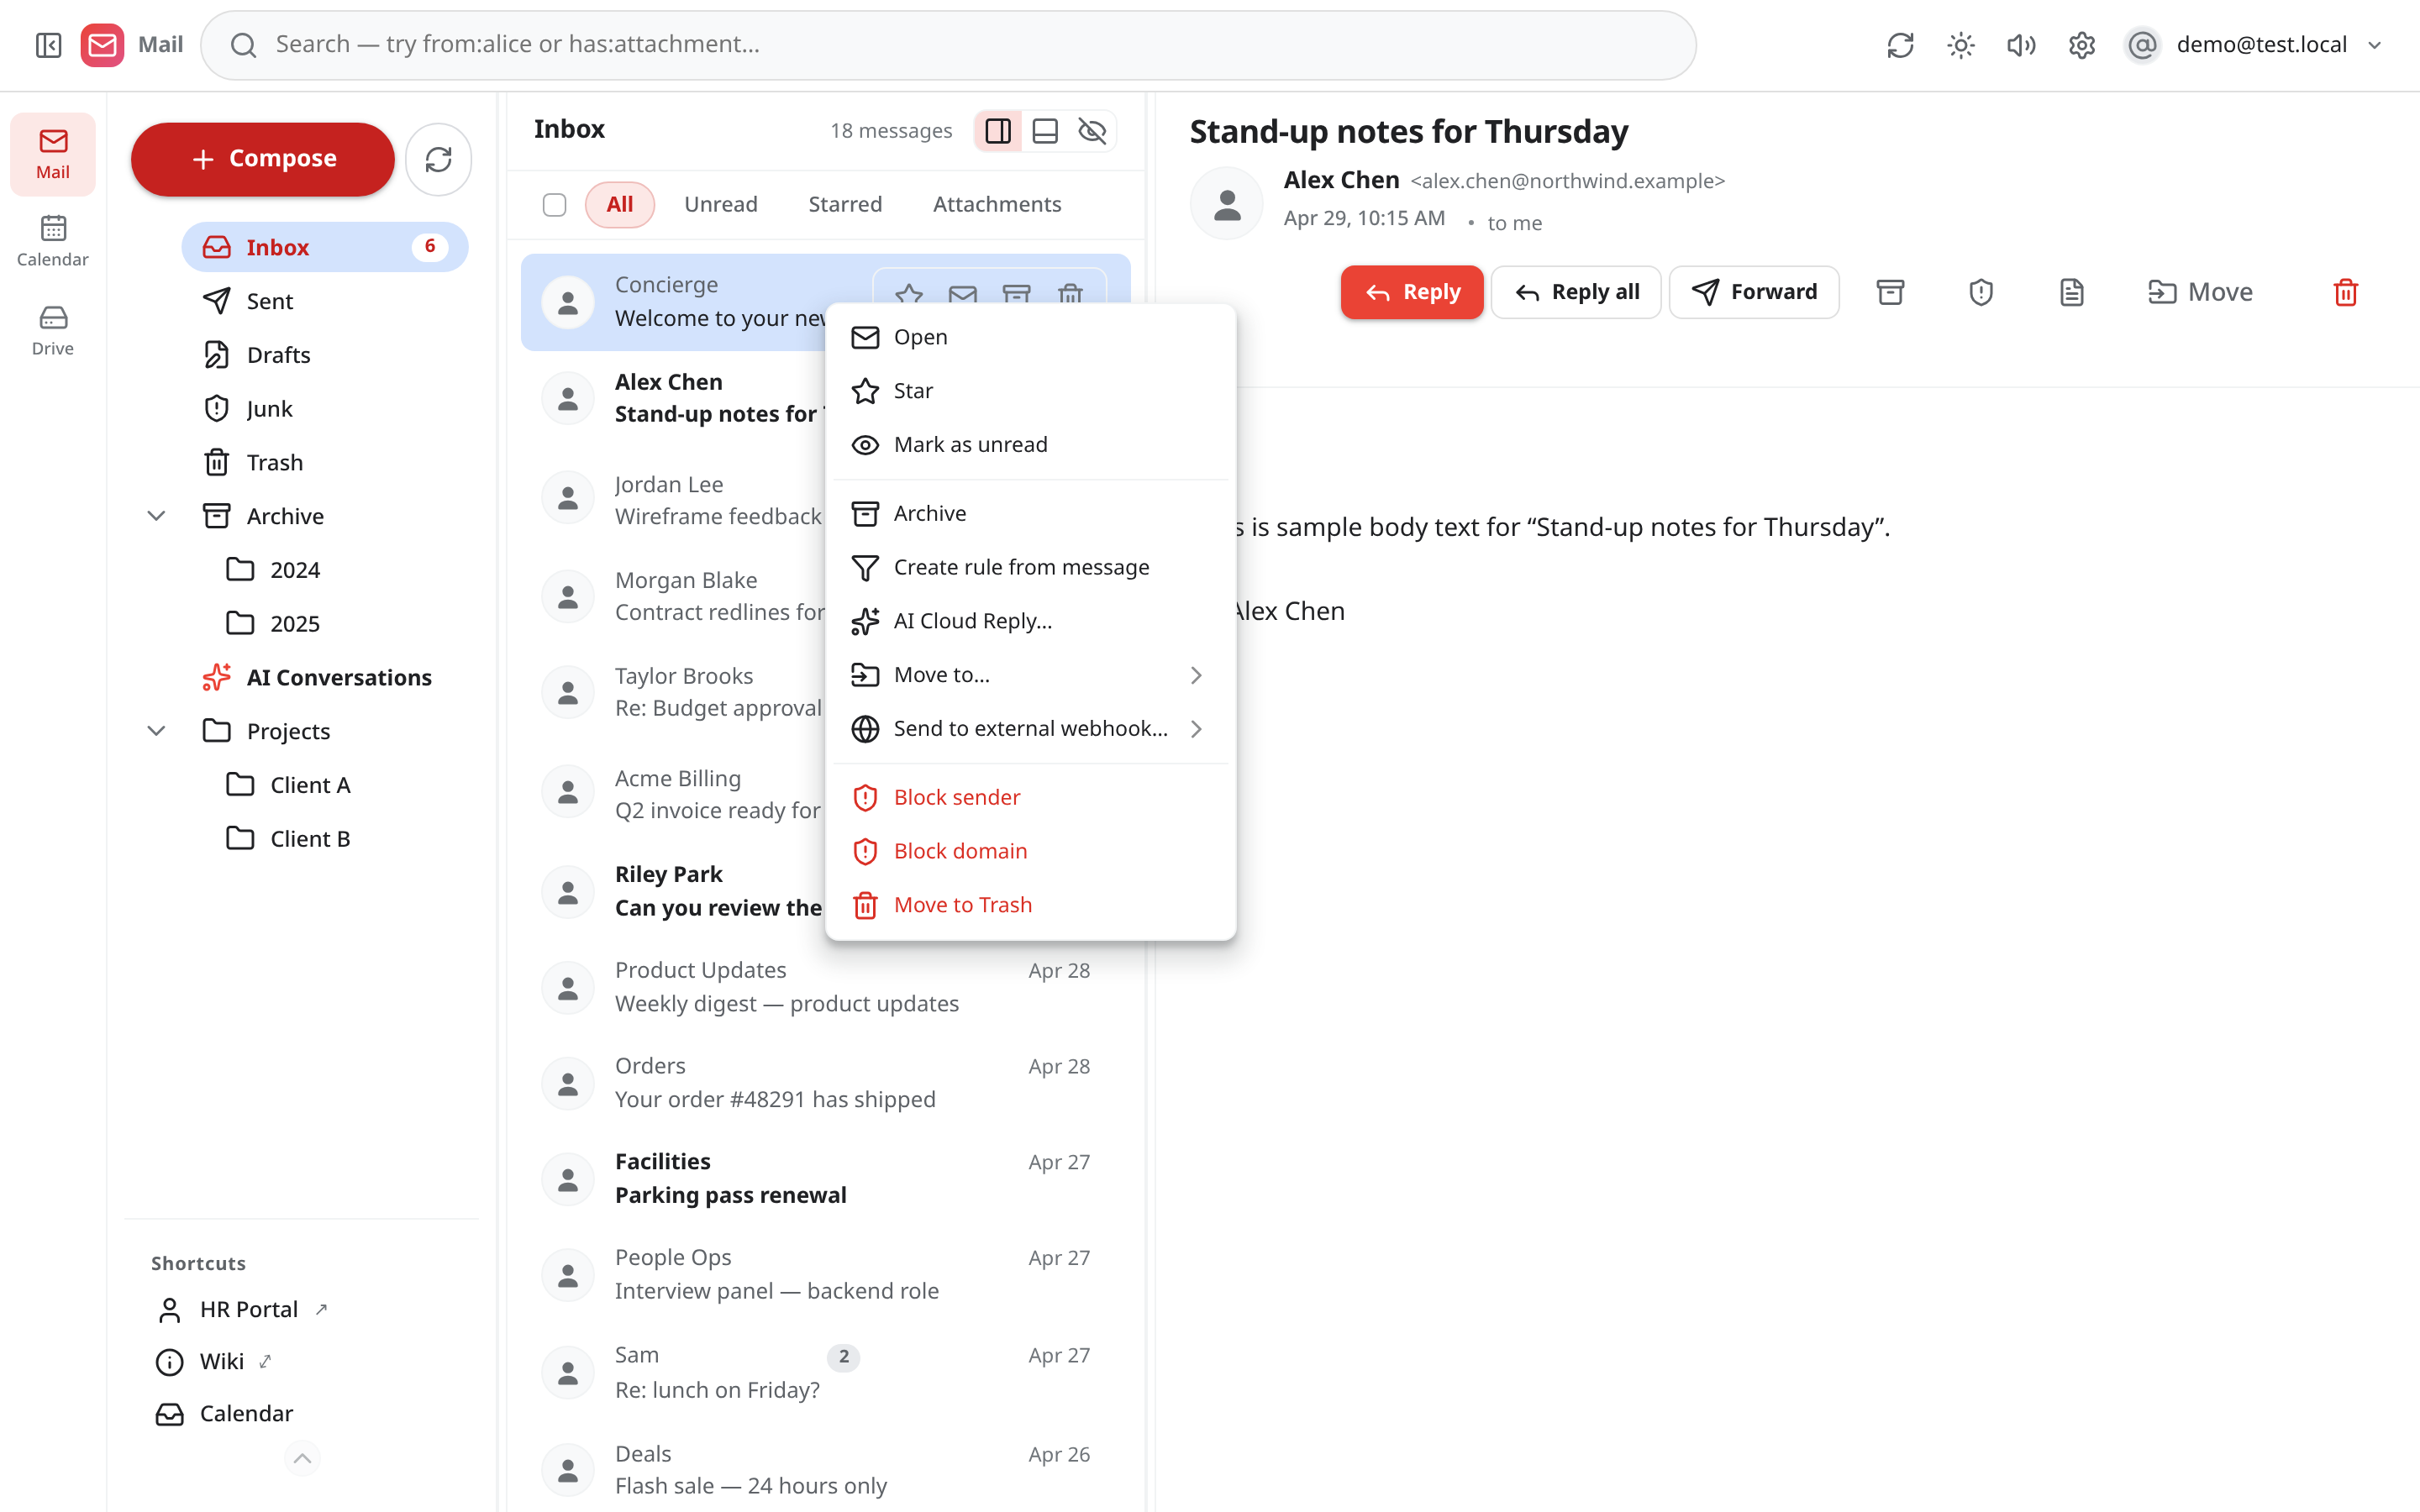 Mail
Search — try from:alice or has:attachment...
demo@test.local
Mail
Calendar
Drive
Compose
Inbox 6
Sent
Drafts
Junk
Trash
Archive
2024
2025
AI Conversations
Projects
Client A
Client B
Shortcuts
HR Portal
Wiki
Calendar
Inbox
18 messages
All
Unread
Starred
Attachments
Concierge
Welcome to your
Alex Chen
Stand-up notes for
Jordan Lee
Wireframe feedback
Morgan Blake
Contract redlines for
Taylor Brooks
Re: Budget approval
Acme Billing
Q2 invoice ready for
Riley Park
Can you review the
Product Updates Apr 28
Weekly digest — product updates
Orders Apr 28
Your order #48291 has shipped
Facilities Apr 27
Parking pass renewal
People Ops Apr 27
Interview panel — backend role
Sam 2 Apr 27
Re: lunch on Friday?
Deals Apr 26
Flash sale — 24 hours only
Open
Star
Mark as unread
Archive
Create rule from message
AI Cloud Reply...
Move to...
Send to external webhook...
Block sender
Block domain
Move to Trash
Stand-up notes for Thursday
Alex Chen <alex.chen@northwind.example>
Apr 29, 10:15 AM • to me
Reply
Reply all
Forward
Move
is sample body text for “Stand-up notes for Thursday”.
Alex Chen